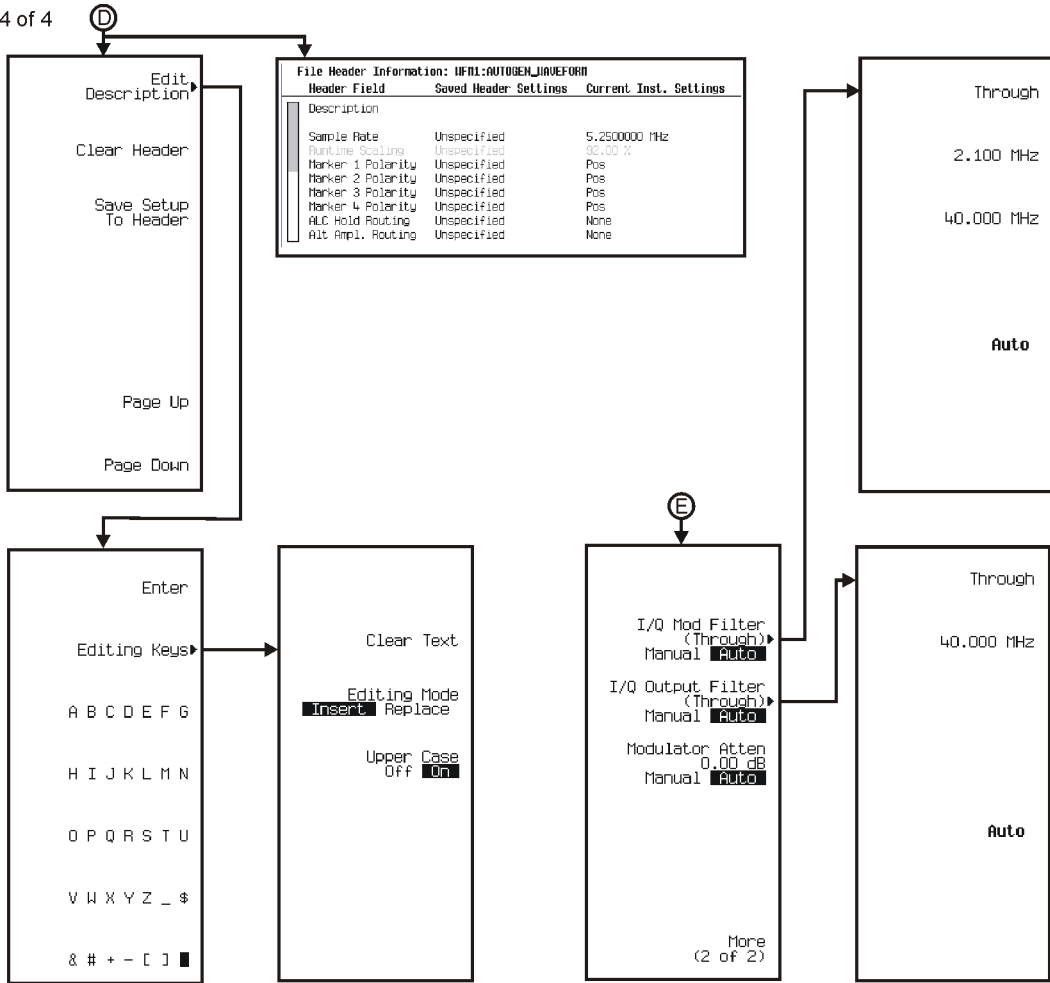 4 of 4
D
Edit
Description
Clear Header
Save Setup
To Header
Page Up
Page Down
File Header Information: WFM1:AUTOGEN_WAVEFORM
Header Field Saved Header Settings Current Inst. Settings
Description
Sample Rate Unspecified 5.2500000 MHz
Runtime Scaling Unspecified 92.00 %
Marker 1 Polarity Unspecified Pos
Marker 2 Polarity Unspecified Pos
Marker 3 Polarity Unspecified Pos
Marker 4 Polarity Unspecified Pos
ALC Hold Routing Unspecified None
Alt Ampl. Routing Unspecified None
Through
2.100 MHz
40.000 MHz
Auto
Enter
Editing Keys
A B C D E F G
H I J K L M N
O P Q R S T U
V W X Y Z _ $
& # + - [ ]
Clear Text
Editing Mode
Insert Replace
Upper Case
Off On
E
I/Q Mod Filter
(Through)
Manual Auto
I/Q Output Filter
(Through)
Manual Auto
Modulator Atten
0.00 dB
Manual Auto
More
(2 of 2)
Through
40.000 MHz
Auto